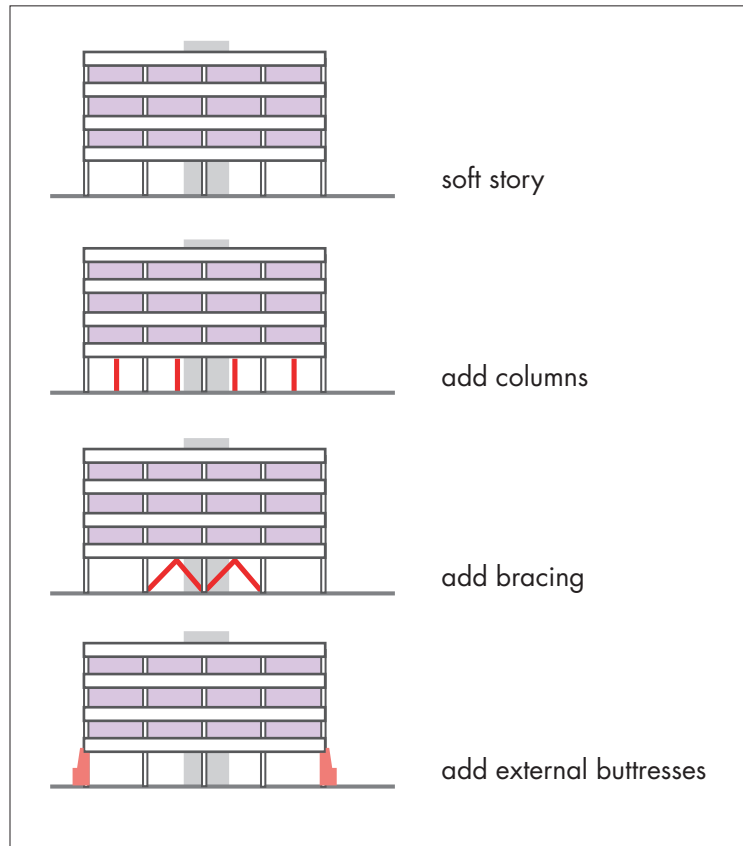 soft story
add columns
add bracing
add external buttresses